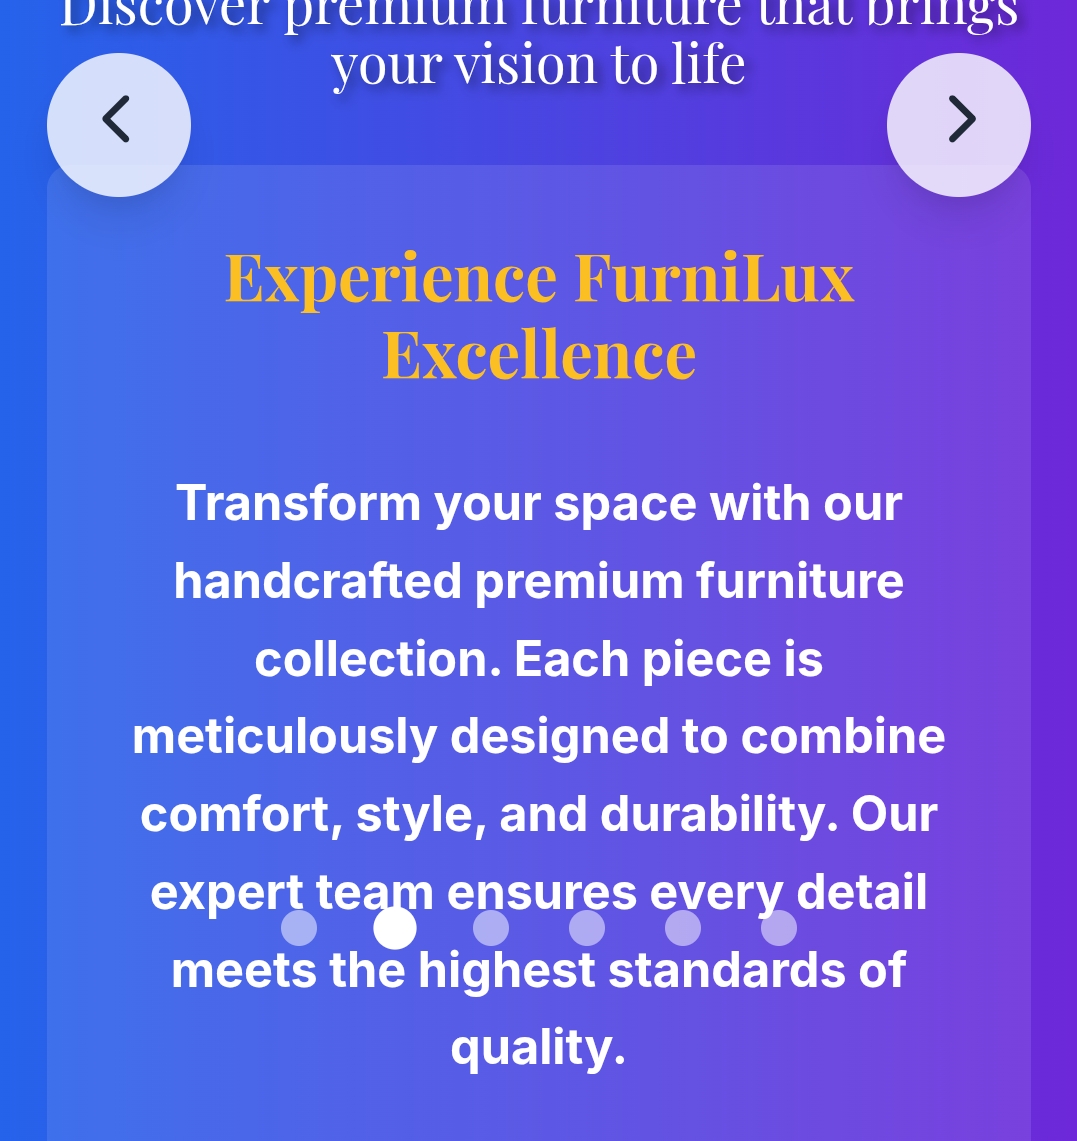 Discover premium furniture that brings
your vision to life
Experience FurniLux
Excellence
Transform your space with our
handcrafted premium furniture
collection. Each piece is
meticulously designed to combine
comfort, style, and durability. Our
expert team ensures every detail
meets the highest standards of
quality.